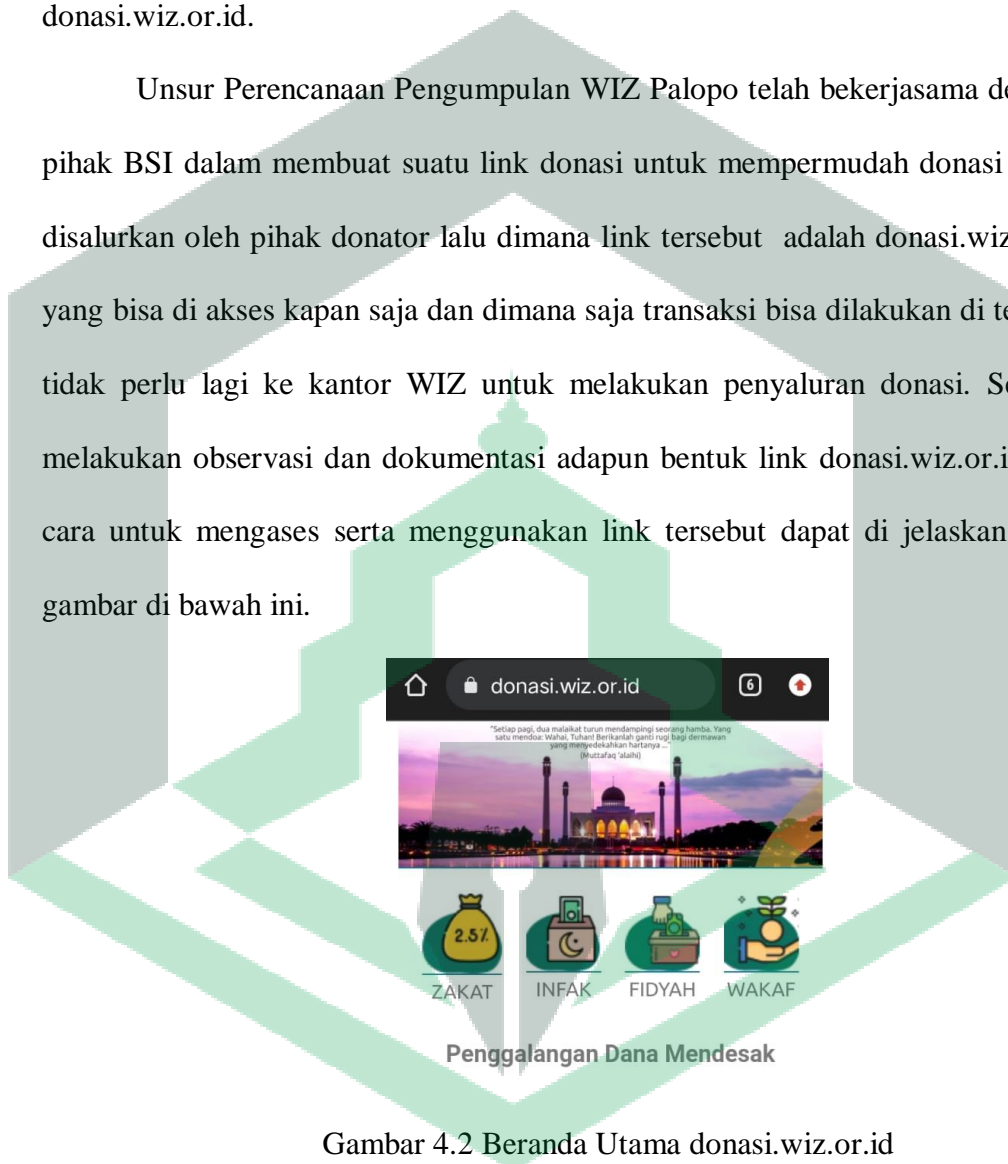 donasi.wiz.or.id.
Unsur Perencanaan Pengumpulan WIZ Palopo telah bekerjasama de
pihak BSI dalam membuat suatu link donasi untuk mempermudah donasi
disalurkan oleh pihak donator lalu dimana link tersebut adalah donasi.wiz
yang bisa di akses kapan saja dan dimana saja transaksi bisa dilakukan di te
tidak perlu lagi ke kantor WIZ untuk melakukan penyaluran donasi. Se
melakukan observasi dan dokumentasi adapun bentuk link donasi.wiz.or.i
cara untuk mengases serta menggunakan link tersebut dapat di jelaskan
gambar di bawah ini.
donasi.wiz.or.id 6
"Setiap pagi, dua malaikat turun mendampingi seorang hamba. Yang
satu mendoa: Wahai, Tuhan! Berikanlah ganti rugi bagi dermawan
yang menyedekahkan hartanya ..."
(Muttafaq 'alaihi)
2.5%
ZAKAT INFAK FIDYAH WAKAF
Penggalangan Dana Mendesak
Gambar 4.2 Beranda Utama donasi.wiz.or.id